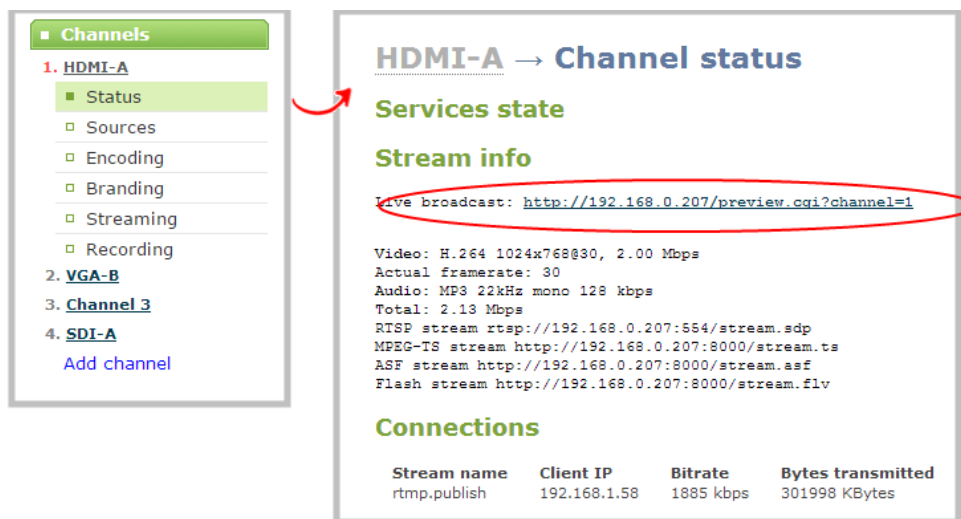 Channels
1. HDMI-A
Status
Sources
Encoding
Branding
Streaming
Recording
2. VGA-B
3. Channel 3
4. SDI-A
Add channel
HDMI-A → Channel status
Services state
Stream info
Live broadcast: http://192.168.0.207/preview.cgi?channel=1
Video: H.264 1024x768@30, 2.00 Mbps
Actual framerate: 30
Audio: MP3 22kHz mono 128 kbps
Total: 2.13 Mbps
RTSP stream rtsp://192.168.0.207:554/stream.sdp
MPEG-TS stream http://192.168.0.207:8000/stream.ts
ASF stream http://192.168.0.207:8000/stream.asf
Flash stream http://192.168.0.207:8000/stream.flv
Connections
Stream name Client IP Bitrate Bytes transmitted
rtmp.publish 192.168.1.58 1885 kbps 301998 KBytes